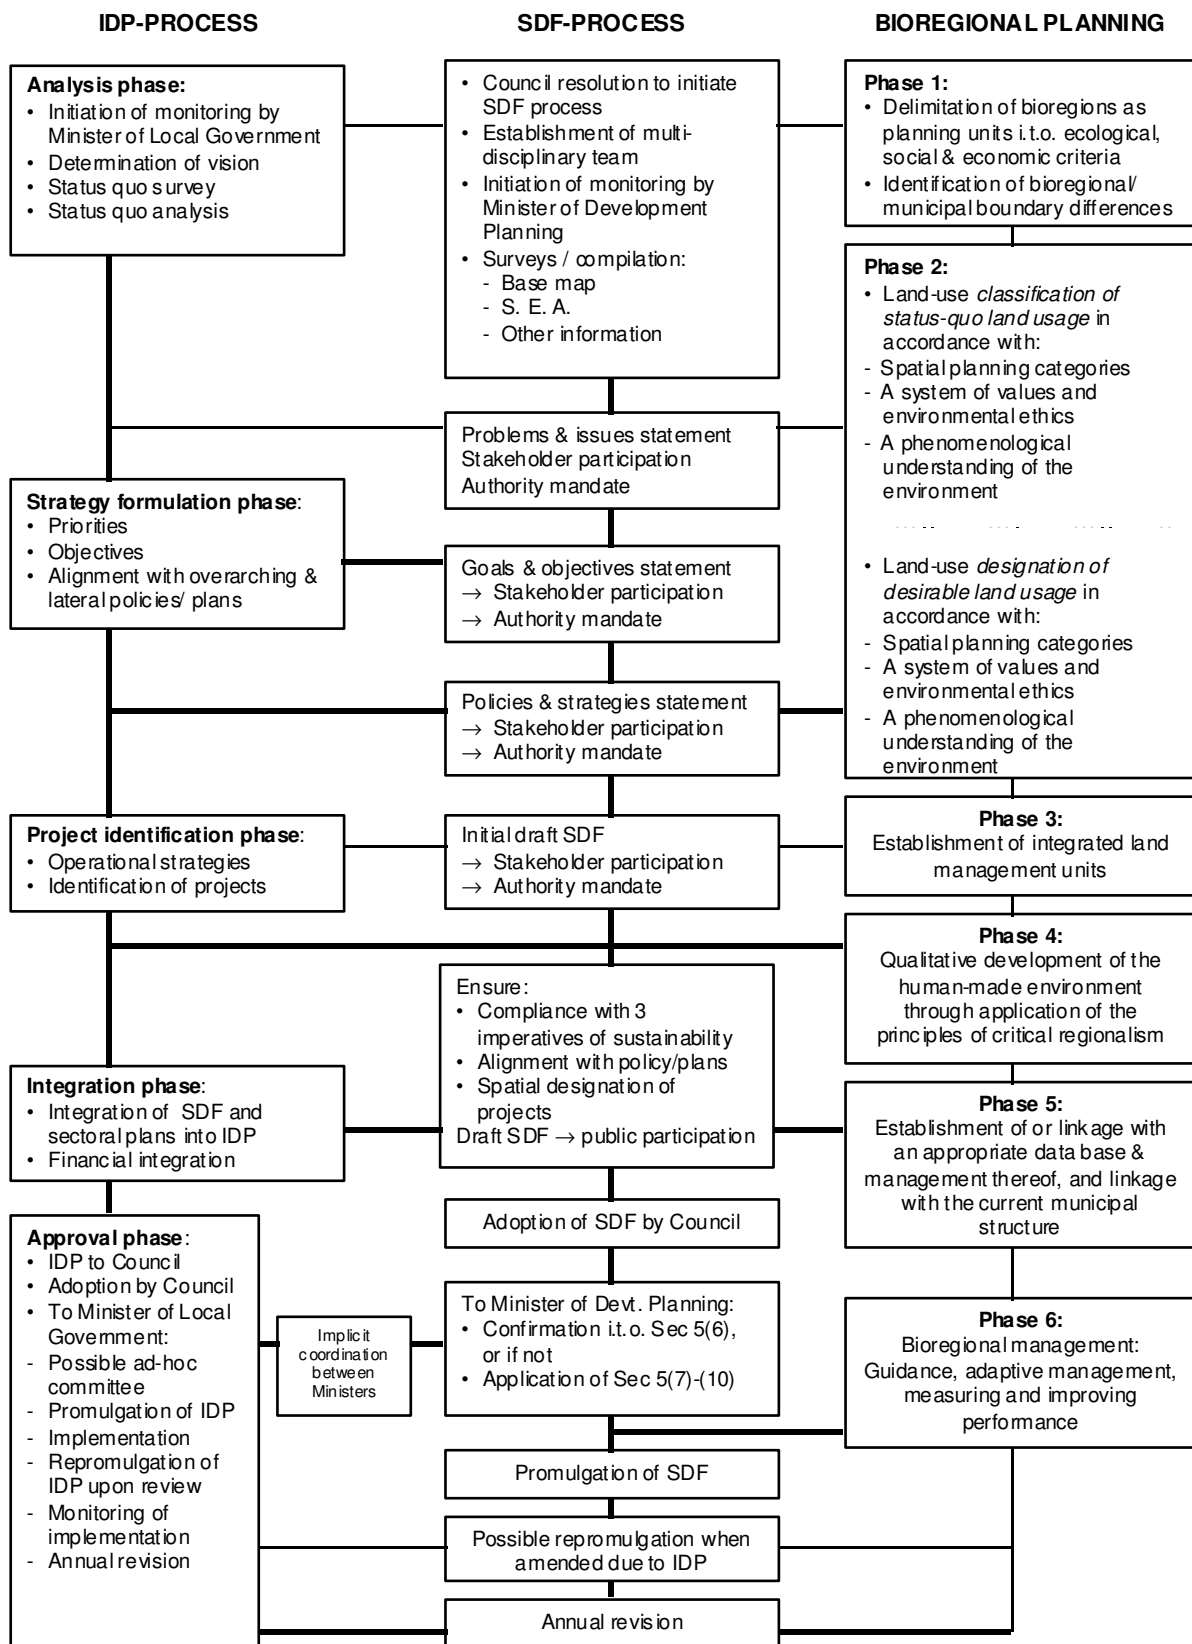 IDP-PROCESS
SDF-PROCESS
BIOREGIONAL PLANNING
Analysis phase:
• Initiation of monitoring by
Minister of Local Government
• Determination of vision
• Status quo survey
• Status quo analysis
• Council resolution to initiate
SDF process
• Establishment of multi-
disciplinary team
• Initiation of monitoring by
Minister of Development
Planning
• Surveys / compilation:
- Base map
- S. E. A.
- Other information
Phase 1:
• Delimitation of bioregions as
planning units i.t.o. ecological,
social & economic criteria
• Identification of bioregional/
municipal boundary differences
Phase 2:
• Land-use classification of
status-quo land usage in
accordance with:
- Spatial planning categories
- A system of values and
environmental ethics
- A phenomenological
understanding of the
environment
• Land-use designation of
desirable land usage in
accordance with:
- Spatial planning categories
- A system of values and
environmental ethics
- A phenomenological
understanding of the
environment
Problems & issues statement
Stakeholder participation
Authority mandate
Strategy formulation phase:
• Priorities
• Objectives
• Alignment with overarching &
lateral policies/ plans
Goals & objectives statement
→ Stakeholder participation
→ Authority mandate
Policies & strategies statement
→ Stakeholder participation
→ Authority mandate
Project identification phase:
• Operational strategies
• Identification of projects
Initial draft SDF
→ Stakeholder participation
→ Authority mandate
Phase 3:
Establishment of integrated land
management units
Phase 4:
Qualitative development of the
human-made environment
through application of the
principles of critical regionalism
Ensure:
• Compliance with 3
imperatives of sustainability
• Alignment with policy/plans
• Spatial designation of
projects
Draft SDF → public participation
Integration phase:
• Integration of SDF and
sectoral plans into IDP
• Financial integration
Phase 5:
Establishment of or linkage with
an appropriate data base &
management thereof, and linkage
with the current municipal
structure
Adoption of SDF by Council
Approval phase:
• IDP to Council
• Adoption by Council
• To Minister of Local
Government:
- Possible ad-hoc
committee
- Promulgation of IDP
- Implementation
- Repromulgation of
IDP upon review
- Monitoring of
implementation
- Annual revision
Implicit
coordination
between
Ministers
To Minister of Devt. Planning:
• Confirmation i.t.o. Sec 5(6),
or if not
• Application of Sec 5(7)-(10)
Phase 6:
Bioregional management:
Guidance, adaptive management,
measuring and improving
performance
Promulgation of SDF
Possible repromulgation when
amended due to IDP
Annual revision